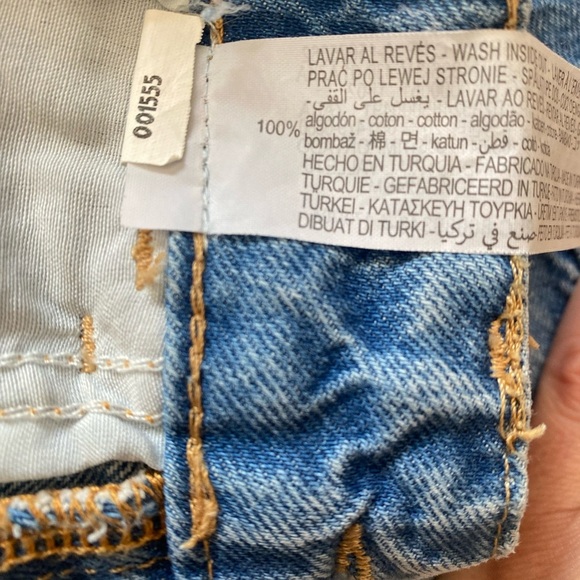 001555
LAVAR AL REVÉS - WASH INSIDE OUT
PRAĆ PO LEWEJ STRONIE
يغسل على القفى - LAVAR AO REVÉS
100% algodón - coton - cotton - algodão - katoen
bombaž - 棉 - 면 - katun - قطن
HECHO EN TURQUIA - FABRICADO
TURQUIE - GEFABRICEERD IN TURKIJE
TURKEI - ΚΑΤΑΣΚΕΥΗ ΤΟΥΡΚΙΑ
DIBUAT DI TURKI - صنع في تركيا